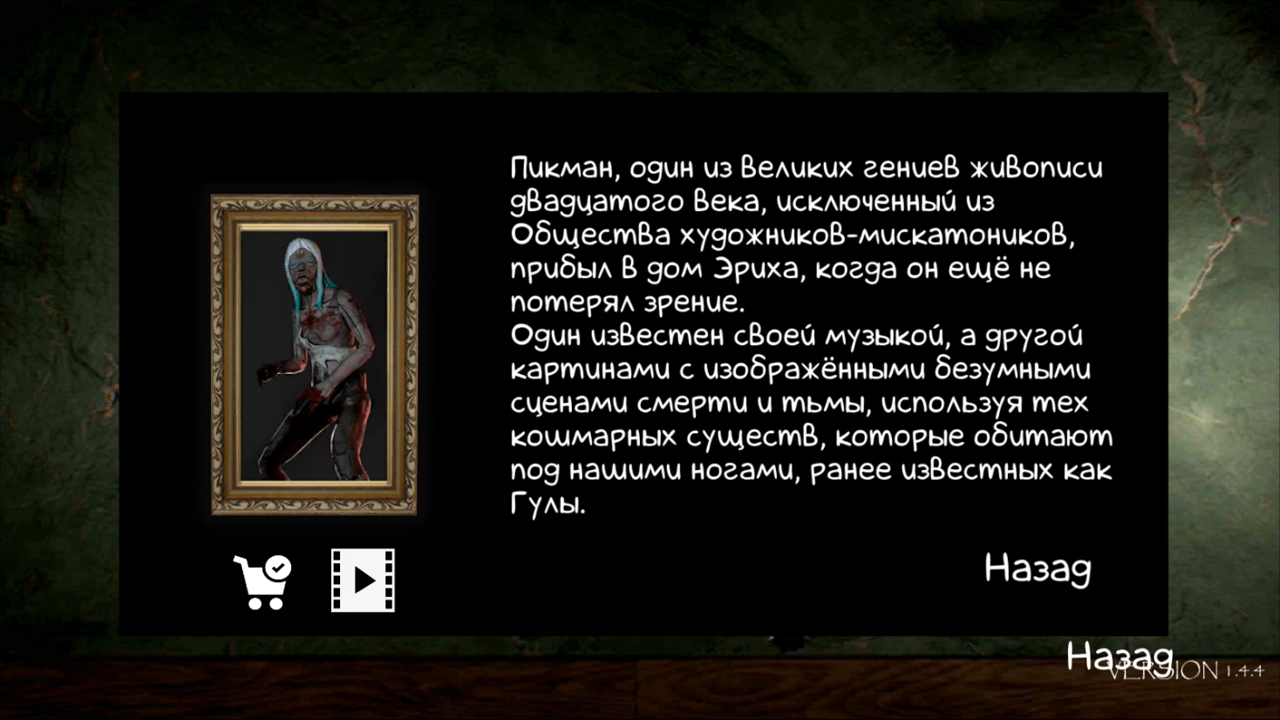 Пикман, один из великих гениев живописи
двадцатого века, исключенный из
Общества художников-мискатоников,
прибыл в дом Эриха, когда он ещё не
потерял зрение.
Один известен своей музыкой, а другой
картинами с изображёнными безумными
сценами смерти и тьмы, используя тех
кошмарных существ, которые обитают
под нашими ногами, ранее известных как
Гулы.
Назад
Назад
VERSION 1.4.4